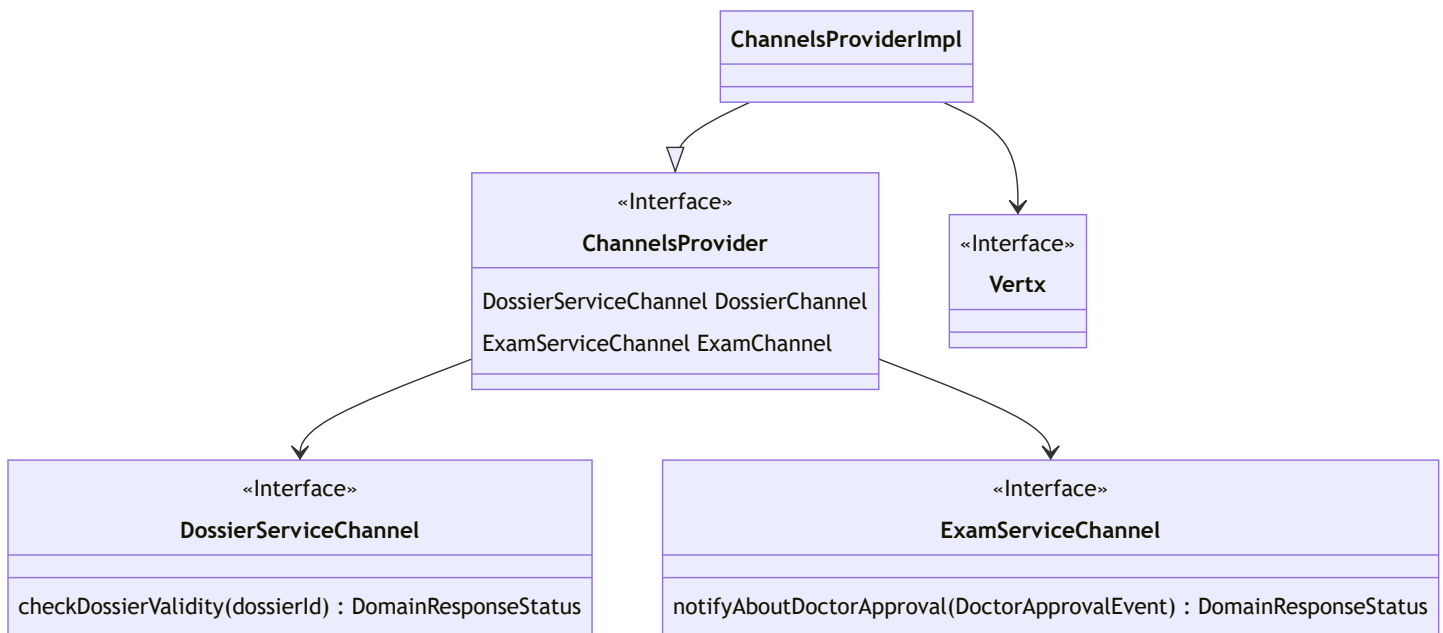 ChannelsProviderImpl
«Interface»
ChannelsProvider
DossierServiceChannel DossierChannel
ExamServiceChannel ExamChannel
«Interface»
Vertx
«Interface»
DossierServiceChannel
checkDossierValidity(dossierId) : DomainResponseStatus
«Interface»
ExamServiceChannel
notifyAboutDoctorApproval(DoctorApprovalEvent) : DomainResponseStatus